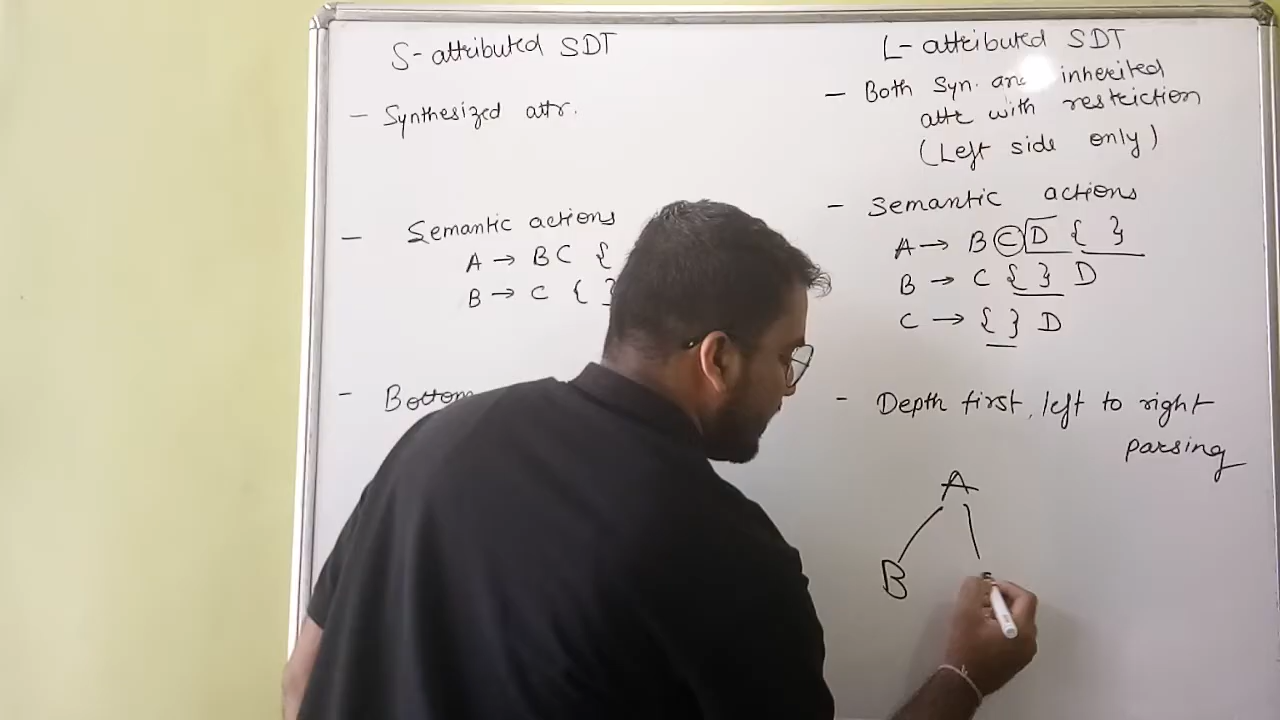 S-attributed SDT
- Synthesized attr.
- Semantic actions
A → BC {
B → C { }
- Bottom
L-attributed SDT
- Both Syn. and inherited
attr with restriction
(Left side only)
- Semantic actions
A → B C D { }
B → C { } D
C → { } D
- Depth first, left to right
parsing
A
B